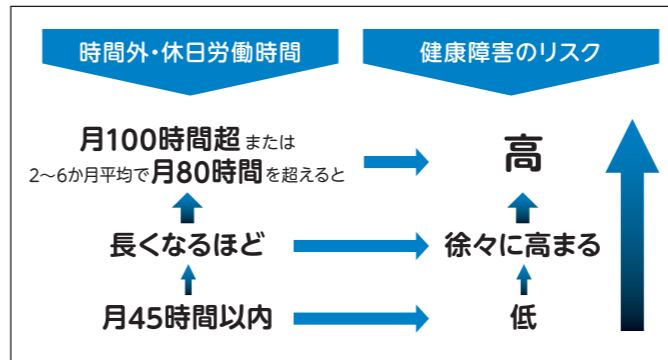 時間外・休日労働時間
健康障害のリスク
月100時間超 または
2〜6か月平均で月80時間を超えると
高
長くなるほど
徐々に高まる
月45時間以内
低